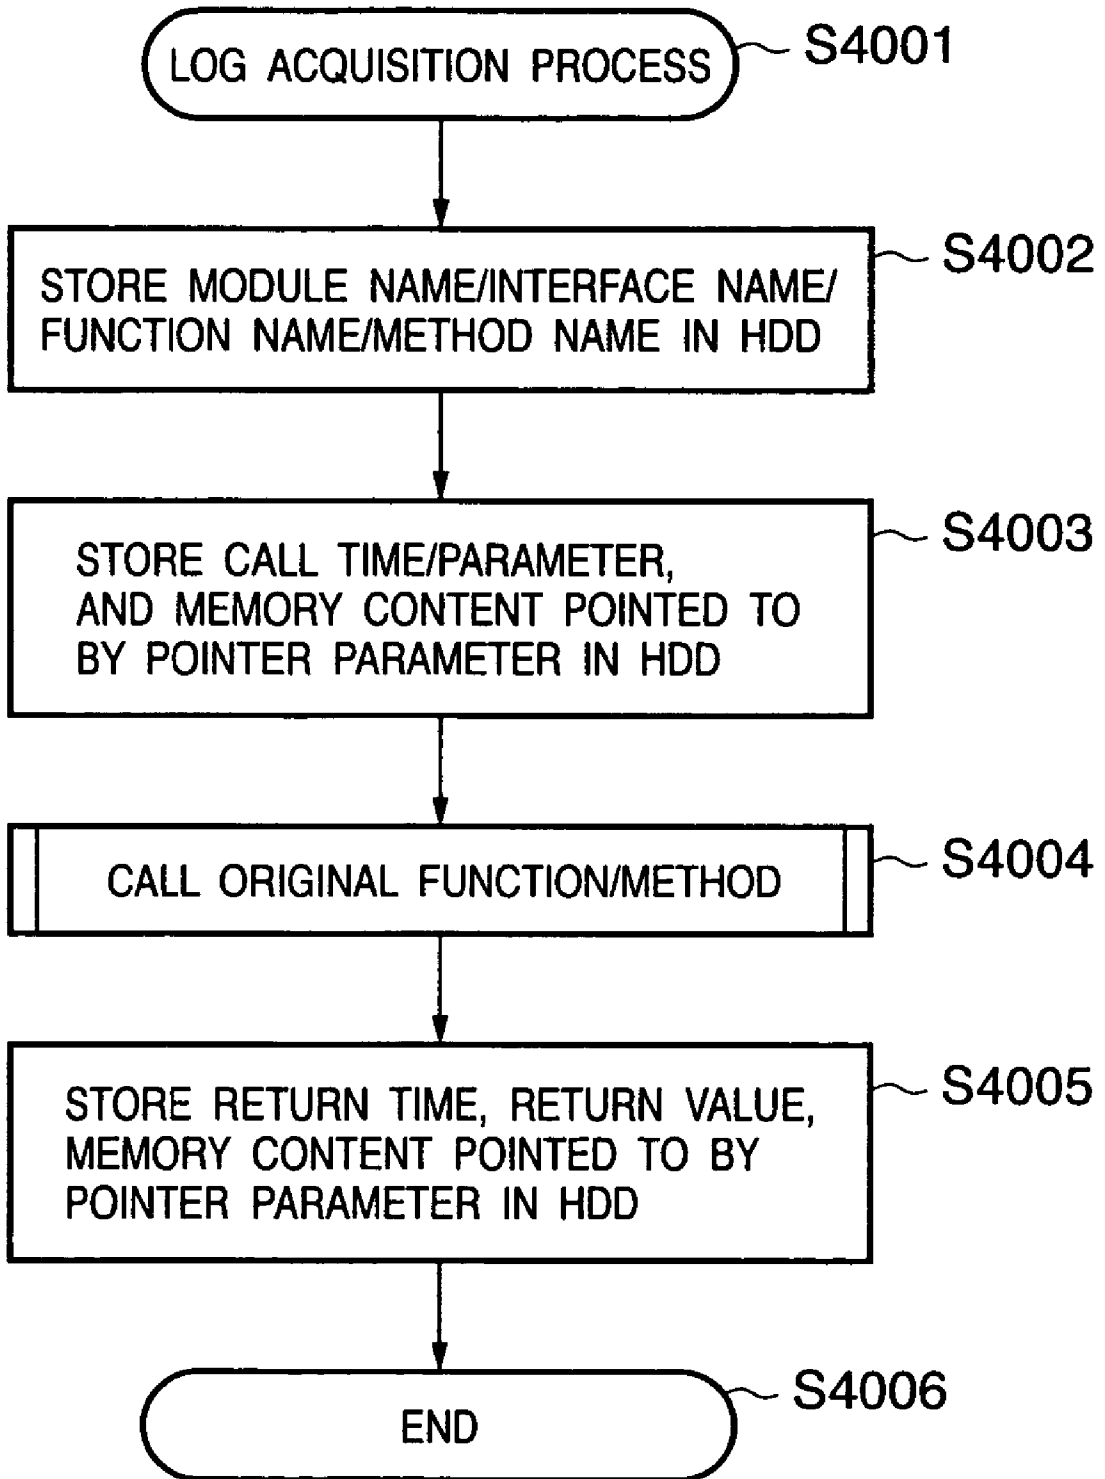 LOG ACQUISITION PROCESS
S4001
S4002
STORE MODULE NAME/INTERFACE NAME/
FUNCTION NAME/METHOD NAME IN HDD
S4003
STORE CALL TIME/PARAMETER,
AND MEMORY CONTENT POINTED TO
BY POINTER PARAMETER IN HDD
S4004
CALL ORIGINAL FUNCTION/METHOD
S4005
STORE RETURN TIME, RETURN VALUE,
MEMORY CONTENT POINTED TO BY
POINTER PARAMETER IN HDD
S4006
END